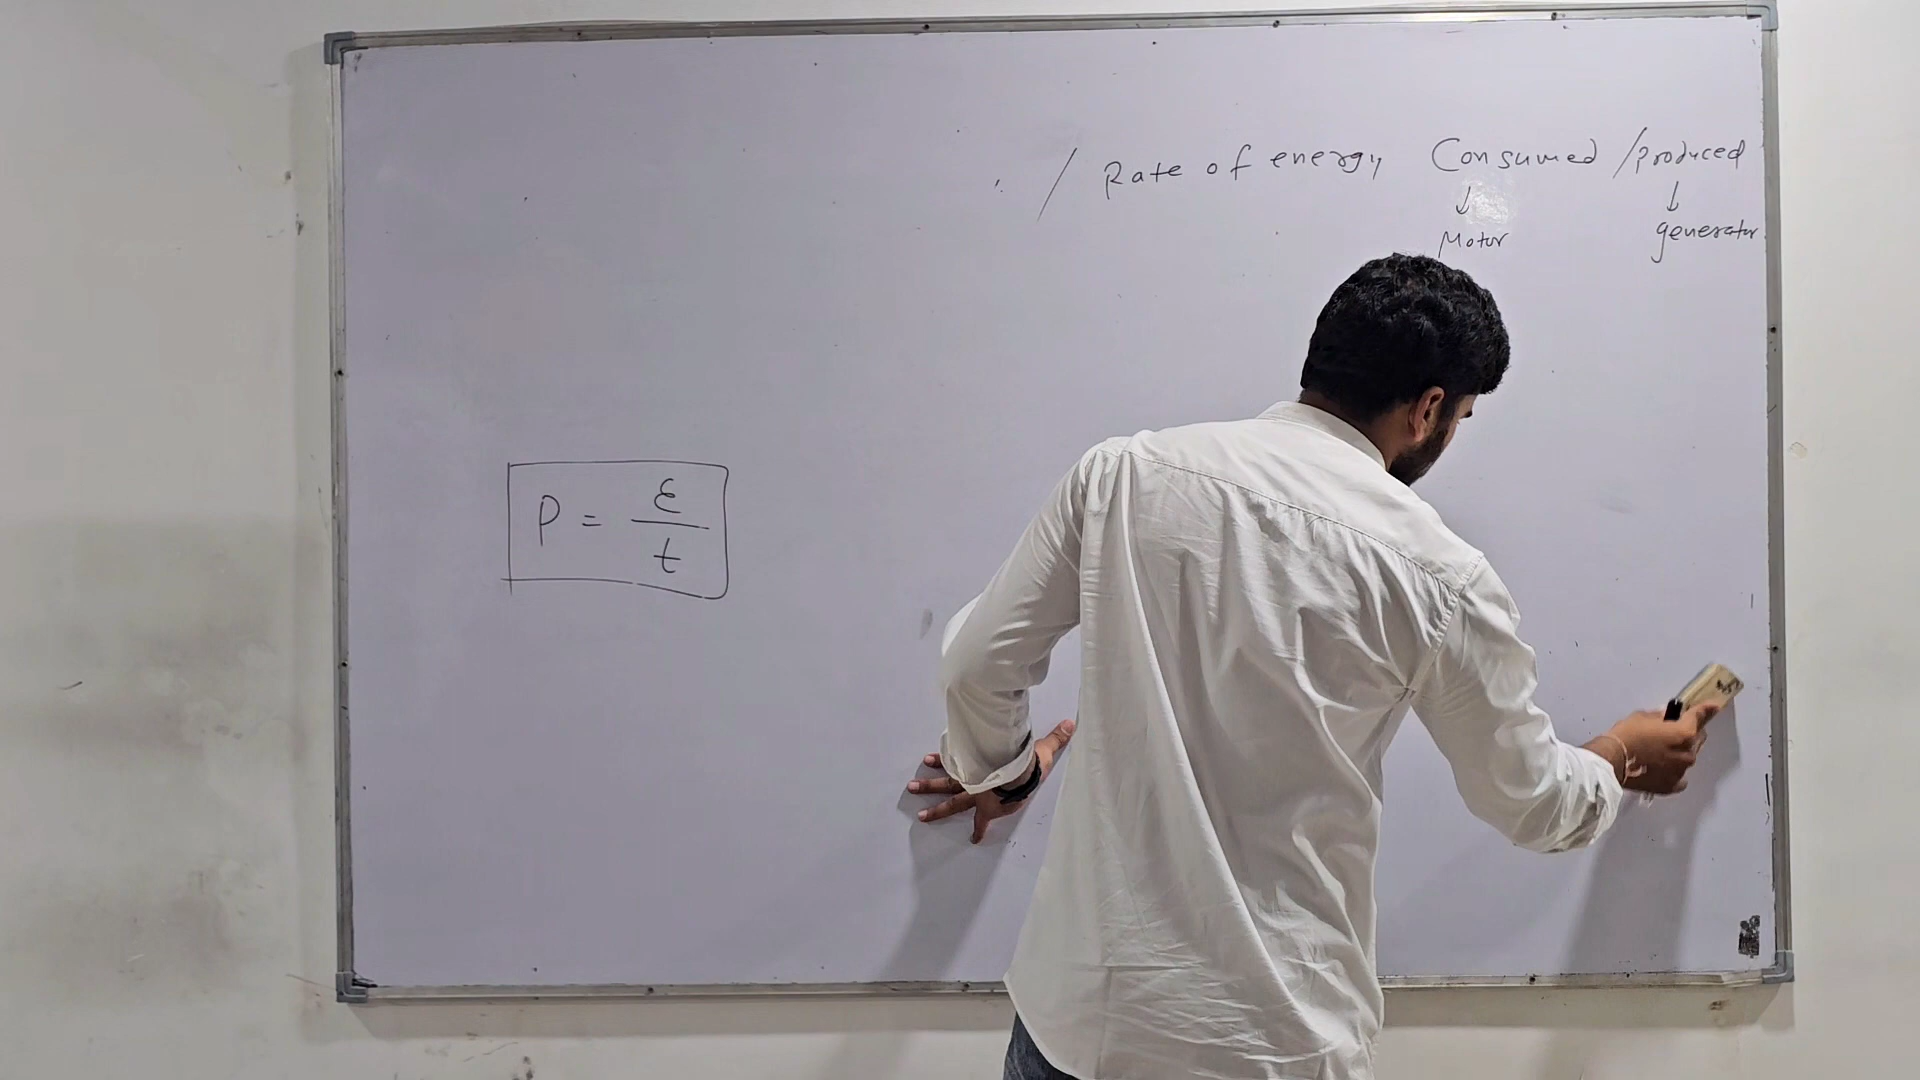 / Rate of energy Consumed / produced
↓ ↓
Motor generator
P = ε / t